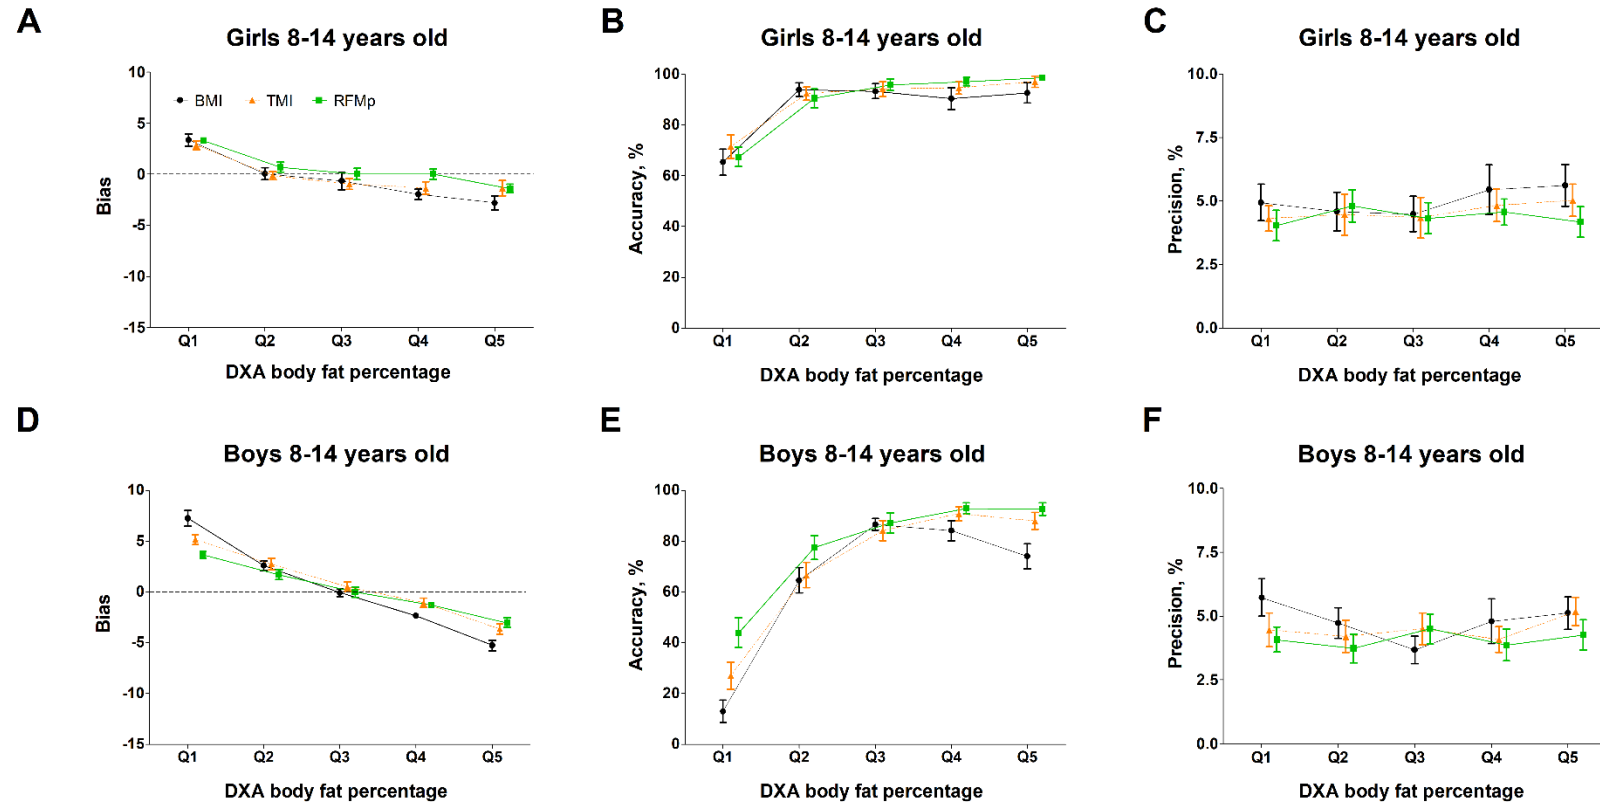 A
Girls 8-14 years old
10
5
0
-5
-10
-15
Bias
BMI TMI RFMp
Q1 Q2 Q3 Q4 Q5
DXA body fat percentage
B
Girls 8-14 years old
100
80
60
40
20
0
Accuracy, %
Q1 Q2 Q3 Q4 Q5
DXA body fat percentage
C
Girls 8-14 years old
10.0
7.5
5.0
2.5
0.0
Precision, %
Q1 Q2 Q3 Q4 Q5
DXA body fat percentage
D
Boys 8-14 years old
10
5
0
-5
-10
-15
Bias
Q1 Q2 Q3 Q4 Q5
DXA body fat percentage
E
Boys 8-14 years old
100
80
60
40
20
0
Accuracy, %
Q1 Q2 Q3 Q4 Q5
DXA body fat percentage
F
Boys 8-14 years old
10.0
7.5
5.0
2.5
0.0
Precision, %
Q1 Q2 Q3 Q4 Q5
DXA body fat percentage